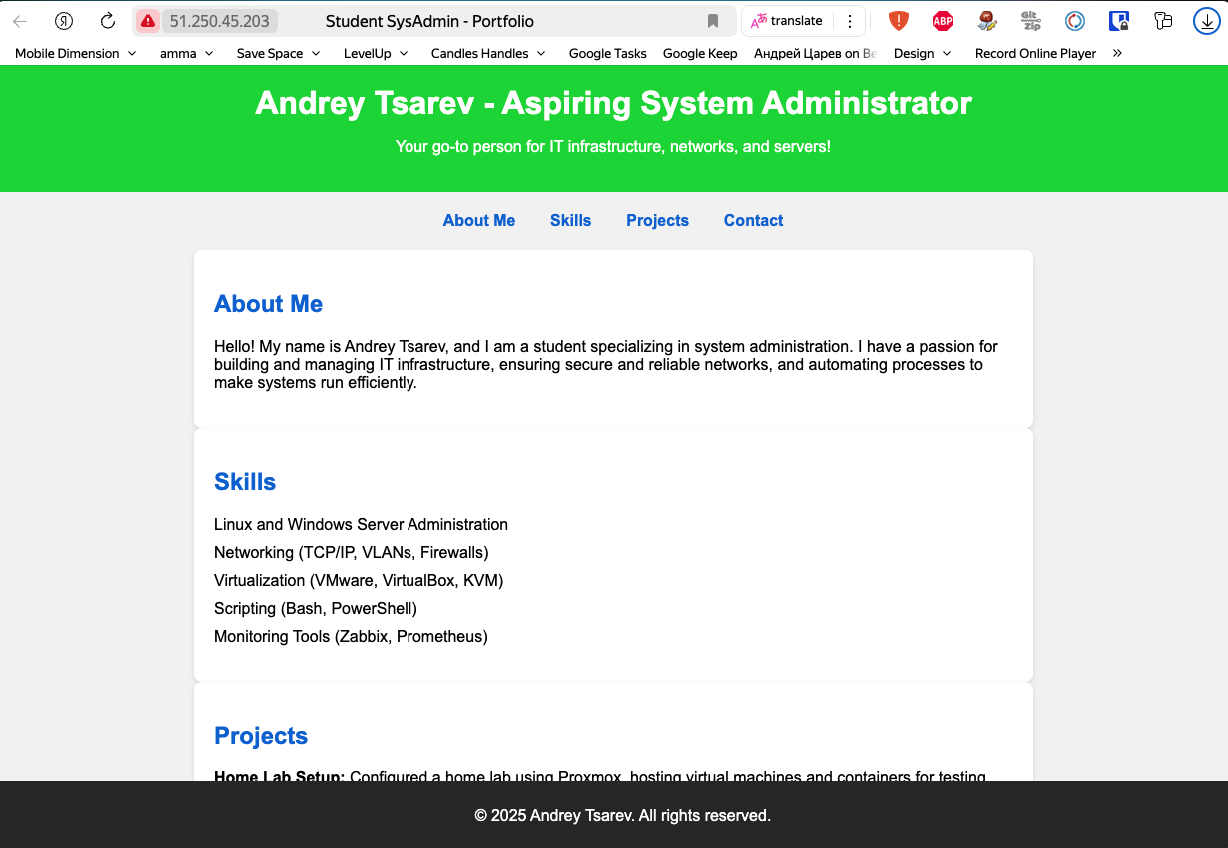 Я 51.250.45.203 Student SysAdmin - Portfolio translate ABP Git zip
Mobile Dimension amma Save Space LevelUp Candles Handles Google Tasks Google Keep Андрей Царев on Be Design Record Online Player »
Andrey Tsarev - Aspiring System Administrator
Your go-to person for IT infrastructure, networks, and servers!
About Me Skills Projects Contact
About Me
Hello! My name is Andrey Tsarev, and I am a student specializing in system administration. I have a passion for
building and managing IT infrastructure, ensuring secure and reliable networks, and automating processes to
make systems run efficiently.
Skills
Linux and Windows Server Administration
Networking (TCP/IP, VLANs, Firewalls)
Virtualization (VMware, VirtualBox, KVM)
Scripting (Bash, PowerShell)
Monitoring Tools (Zabbix, Prometheus)
Projects
Home Lab Setup: Configured a home lab using Proxmox, hosting virtual machines and containers for testing
© 2025 Andrey Tsarev. All rights reserved.